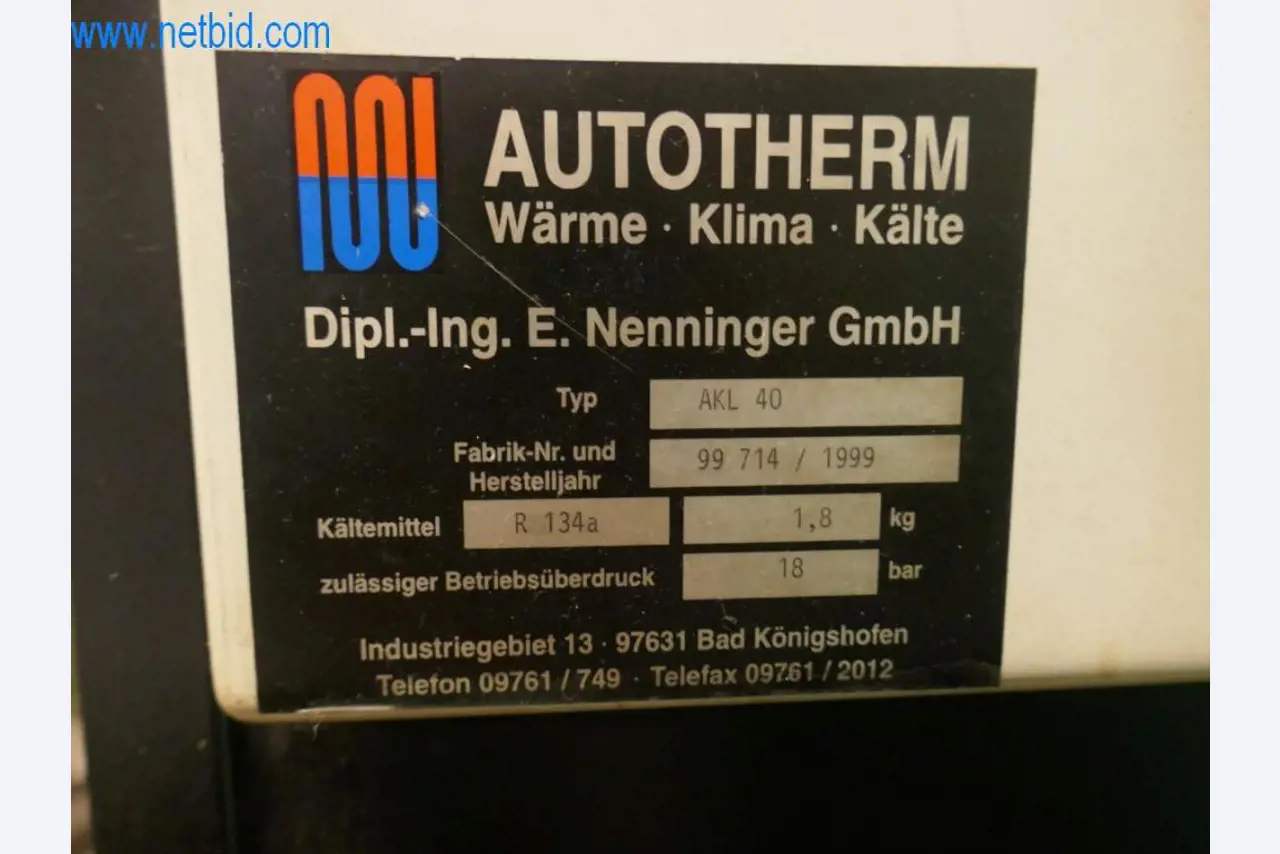 www.netbid.com
AUTOTHERM
Wärme · Klima · Kälte
Dipl.-Ing. E. Nenninger GmbH
Typ AKL 40
Fabrik-Nr. und
Herstelljahr 99 714 / 1999
Kältemittel R 134a 1,8 kg
zulässiger Betriebsüberdruck 18 bar
Industriegebiet 13 · 97631 Bad Königshofen
Telefon 09761 / 749 · Telefax 09761 / 2012